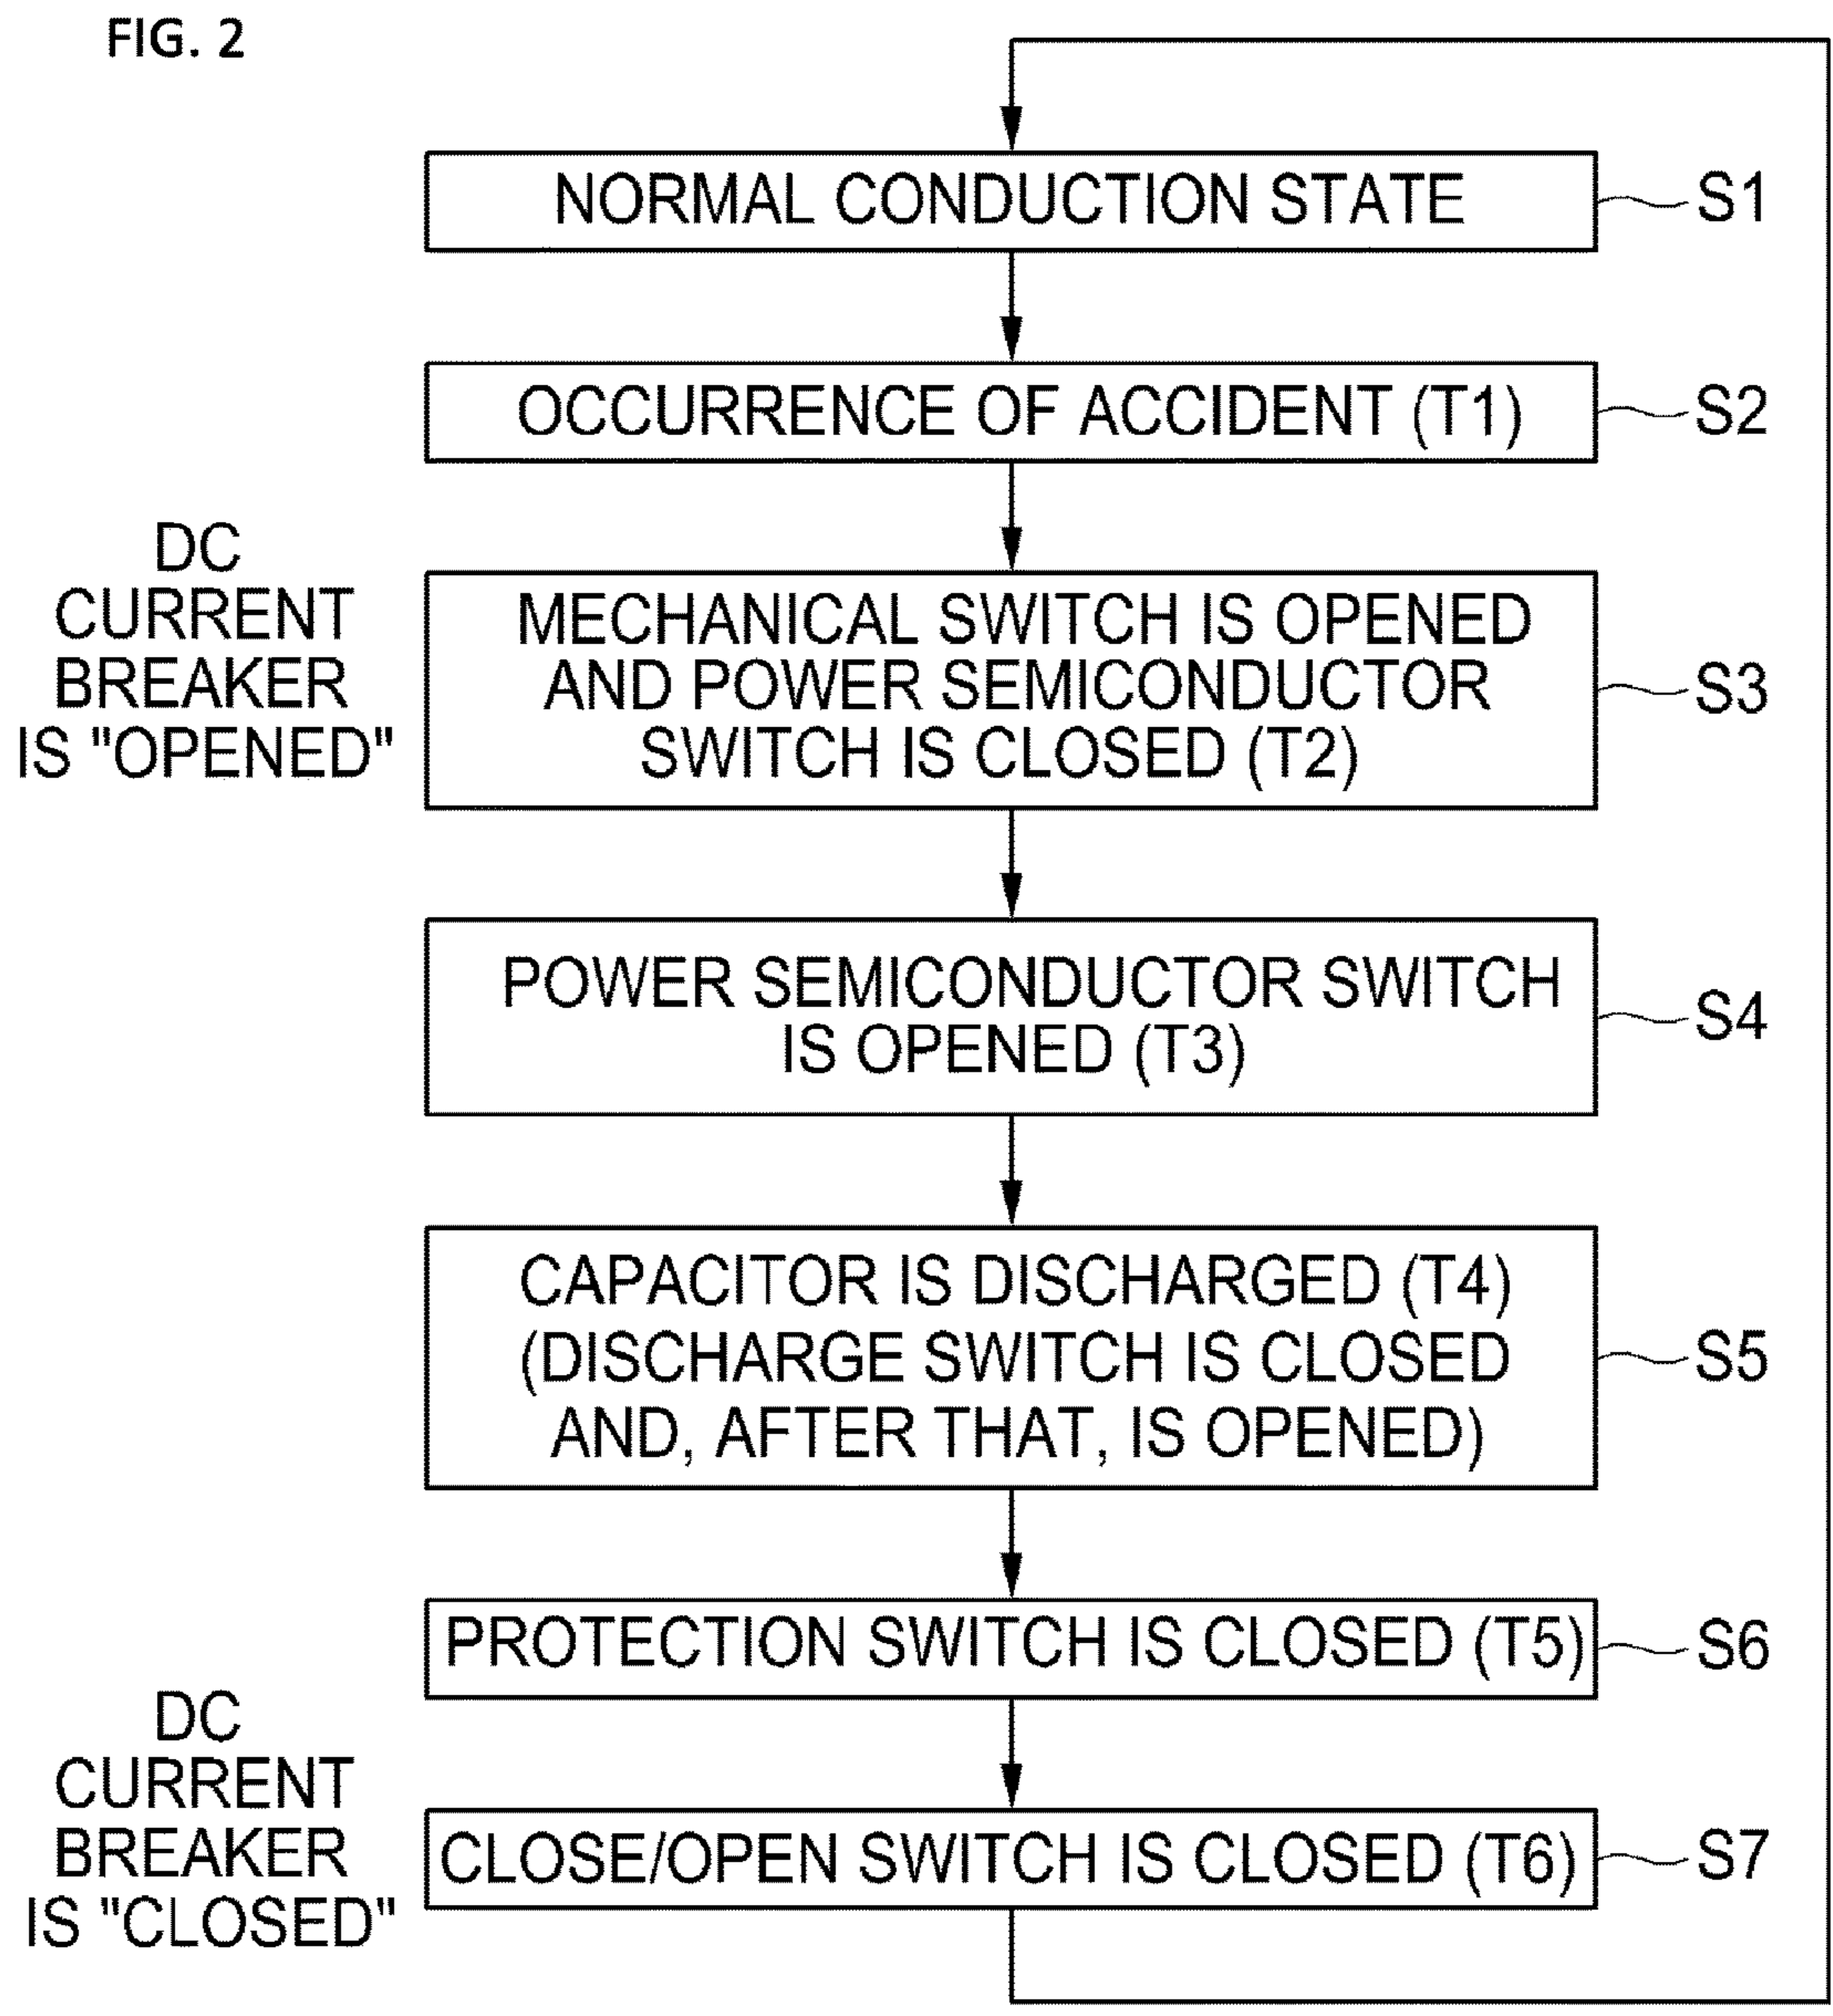 FIG. 2
NORMAL CONDUCTION STATE
S1
OCCURRENCE OF ACCIDENT (T1)
S2
DC
CURRENT
BREAKER
IS "OPENED"
MECHANICAL SWITCH IS OPENED
AND POWER SEMICONDUCTOR
SWITCH IS CLOSED (T2)
S3
POWER SEMICONDUCTOR SWITCH
IS OPENED (T3)
S4
CAPACITOR IS DISCHARGED (T4)
(DISCHARGE SWITCH IS CLOSED
AND, AFTER THAT, IS OPENED)
S5
PROTECTION SWITCH IS CLOSED (T5)
S6
DC
CURRENT
BREAKER
IS "CLOSED"
CLOSE/OPEN SWITCH IS CLOSED (T6)
S7